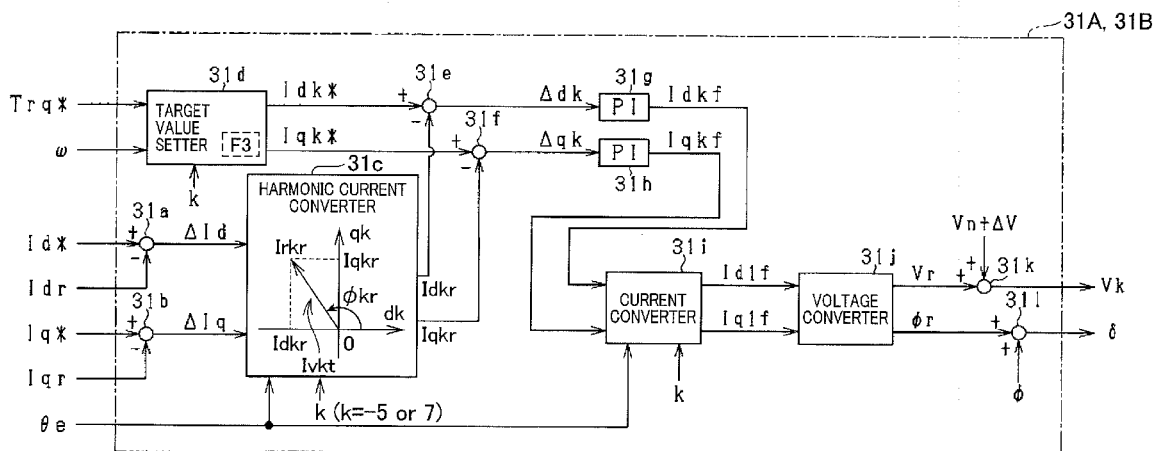 31A, 31B
31d
31e
31g
Trq*
TARGET
VALUE
SETTER
F3
Idk*
+
-
Δdk
PI
Idkf
31f
ω
Iqk*
+
-
Δqk
PI
Iqkf
31h
k
31c
HARMONIC CURRENT
CONVERTER
31a
Id*
+
-
ΔId
Idr
qk
Irkr
Iqkr
ϕkr
dk
Idkr
0
Ivkt
Idkr
Iqkr
31b
Iq*
+
-
ΔIq
Iqr
31i
CURRENT
CONVERTER
Id1f
Iq1f
31j
VOLTAGE
CONVERTER
Vn+ΔV
Vr
+
+
31k
Vk
31l
ϕr
+
+
δ
ϕ
k
k (k=-5 or 7)
θe